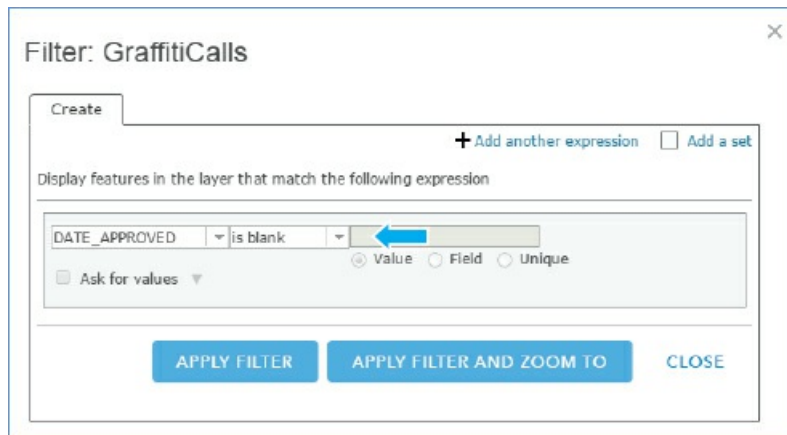 Filter: GraffitiCalls
Create
Add another expression Add a set
Display features in the layer that match the following expression
DATE_APPROVED is blank
Value Field Unique
Ask for values
APPLY FILTER APPLY FILTER AND ZOOM TO CLOSE